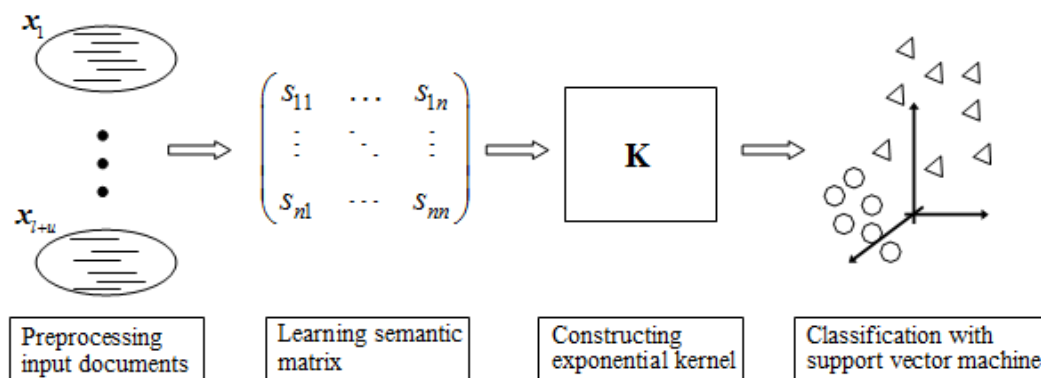 x₁
x_{l+u}
s₁₁ … s₁ₙ
⋮ ⋱ ⋮
sₙ₁ … sₙₙ
K
Preprocessing
input documents
Learning semantic
matrix
Constructing
exponential kernel
Classification with
support vector machine